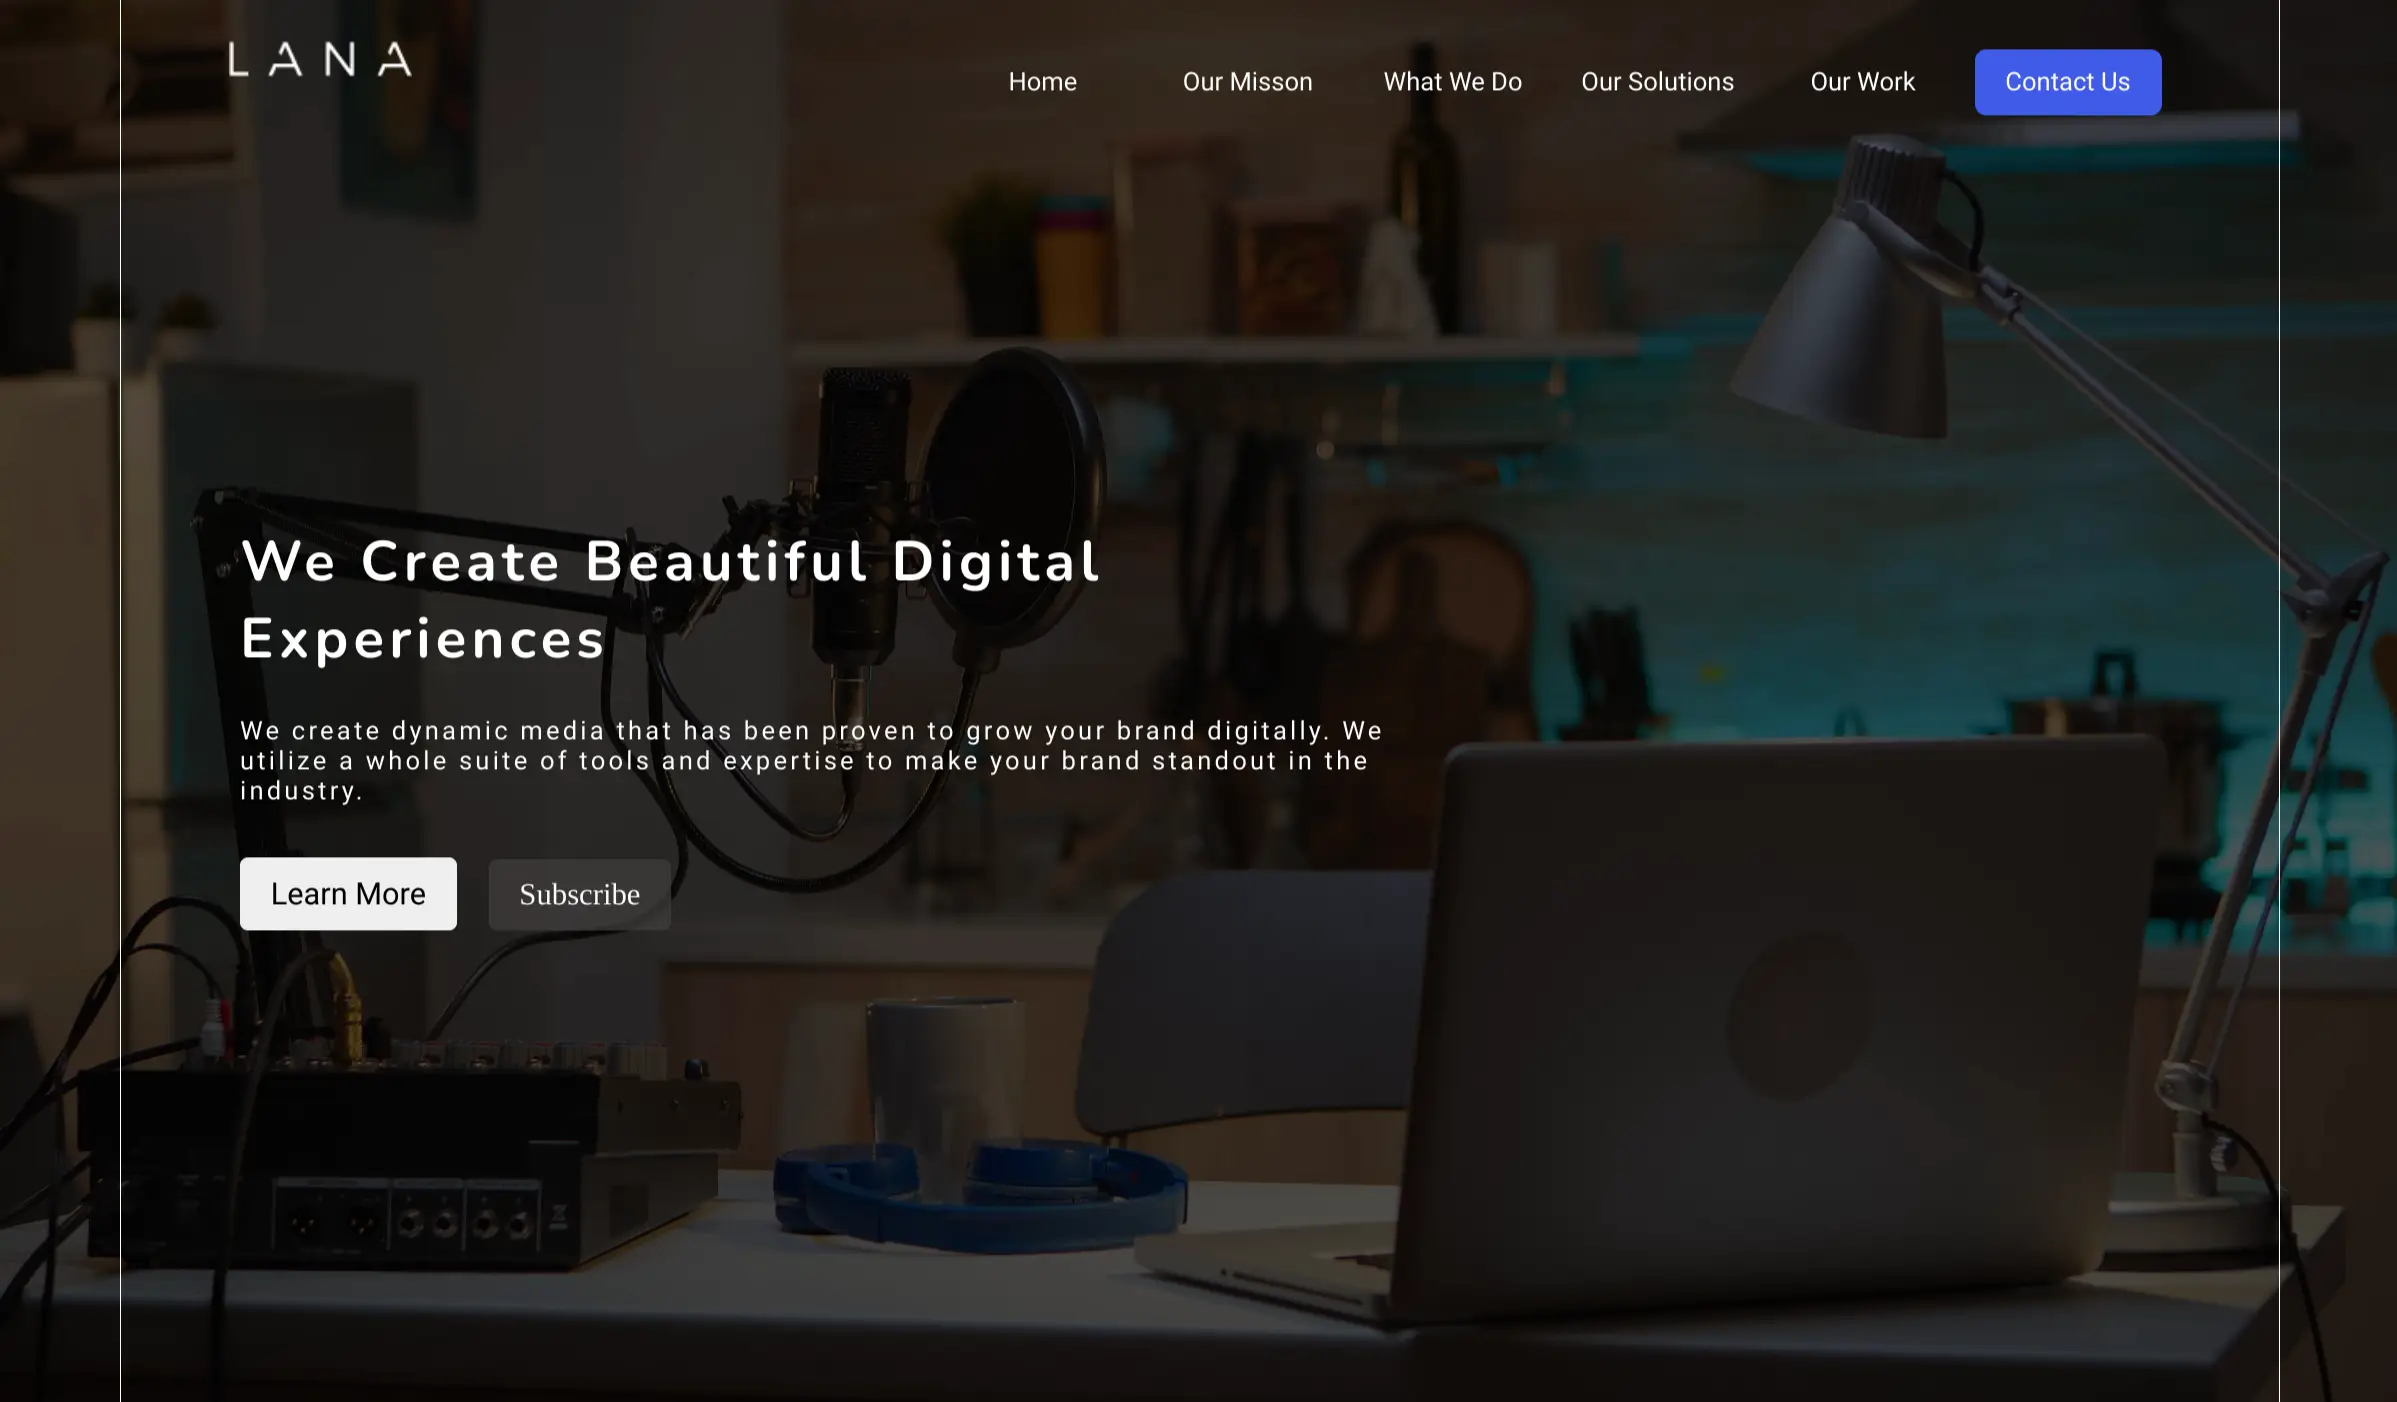 LANA
Home
Our Misson
What We Do
Our Solutions
Our Work
Contact Us
We Create Beautiful Digital
Experiences
We create dynamic media that has been proven to grow your brand digitally. We
utilize a whole suite of tools and expertise to make your brand standout in the
industry.
Learn More
Subscribe